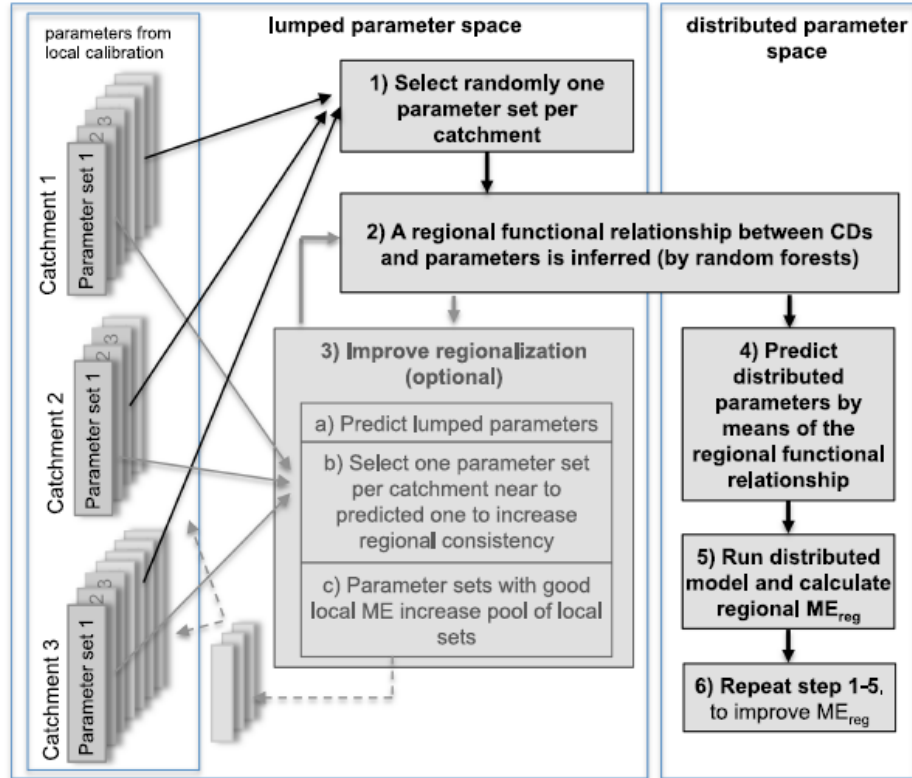 lumped parameter space
distributed parameter
space
parameters from
local calibration
Catchment 1
Parameter set 1
2
3
Catchment 2
Parameter set 1
2
3
Catchment 3
Parameter set 1
2
3
1) Select randomly one
parameter set per
catchment
2) A regional functional relationship between CDs
and parameters is inferred (by random forests)
3) Improve regionalization
(optional)
a) Predict lumped parameters
b) Select one parameter set
per catchment near to
predicted one to increase
regional consistency
c) Parameter sets with good
local ME increase pool of local
sets
4) Predict
distributed
parameters by
means of the
regional functional
relationship
5) Run distributed
model and calculate
regional MEreg
6) Repeat step 1-5,
to improve MEreg